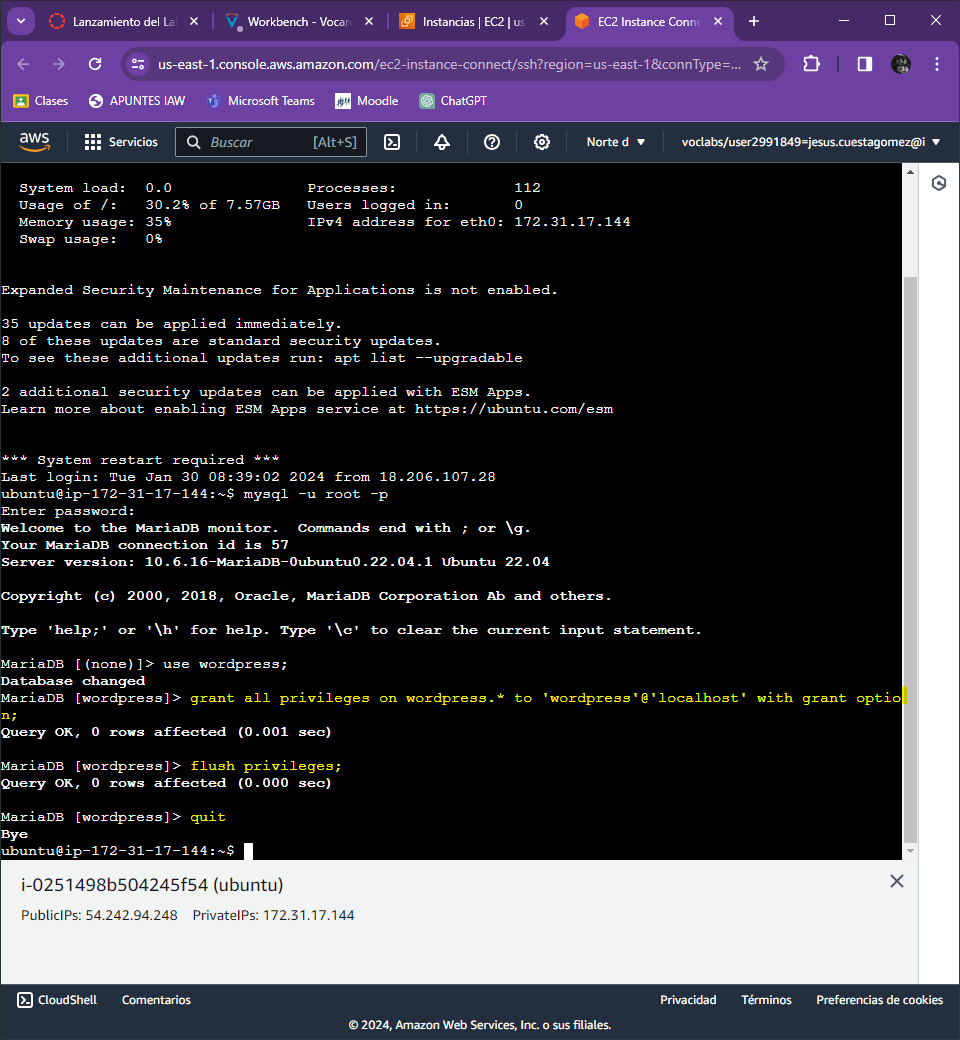 Lanzamiento del La
Workbench - Vocar
Instancias | EC2 | us
EC2 Instance Conne
us-east-1.console.aws.amazon.com/ec2-instance-connect/ssh?region=us-east-1&connType=...
Clases
APUNTES IAW
Microsoft Teams
Moodle
ChatGPT
aws
Servicios
Buscar
[Alt+S]
Norte d
voclabs/user2991849=jesus.cuestagomez@i
System load: 0.0 Processes: 112
Usage of /: 30.2% of 7.57GB Users logged in: 0
Memory usage: 35% IPv4 address for eth0: 172.31.17.144
Swap usage: 0%
Expanded Security Maintenance for Applications is not enabled.
35 updates can be applied immediately.
8 of these updates are standard security updates.
To see these additional updates run: apt list --upgradable
2 additional security updates can be applied with ESM Apps.
Learn more about enabling ESM Apps service at https://ubuntu.com/esm
*** System restart required ***
Last login: Tue Jan 30 08:39:02 2024 from 18.206.107.28
ubuntu@ip-172-31-17-144:~$ mysql -u root -p
Enter password:
Welcome to the MariaDB monitor. Commands end with ; or \g.
Your MariaDB connection id is 57
Server version: 10.6.16-MariaDB-0ubuntu0.22.04.1 Ubuntu 22.04
Copyright (c) 2000, 2018, Oracle, MariaDB Corporation Ab and others.
Type 'help;' or '\h' for help. Type '\c' to clear the current input statement.
MariaDB [(none)]> use wordpress;
Database changed
MariaDB [wordpress]> grant all privileges on wordpress.* to 'wordpress'@'localhost' with grant optio
n;
Query OK, 0 rows affected (0.001 sec)
MariaDB [wordpress]> flush privileges;
Query OK, 0 rows affected (0.000 sec)
MariaDB [wordpress]> quit
Bye
ubuntu@ip-172-31-17-144:~$
i-0251498b504245f54 (ubuntu)
PublicIPs: 54.242.94.248 PrivateIPs: 172.31.17.144
CloudShell
Comentarios
Privacidad
Términos
Preferencias de cookies
© 2024, Amazon Web Services, Inc. o sus filiales.